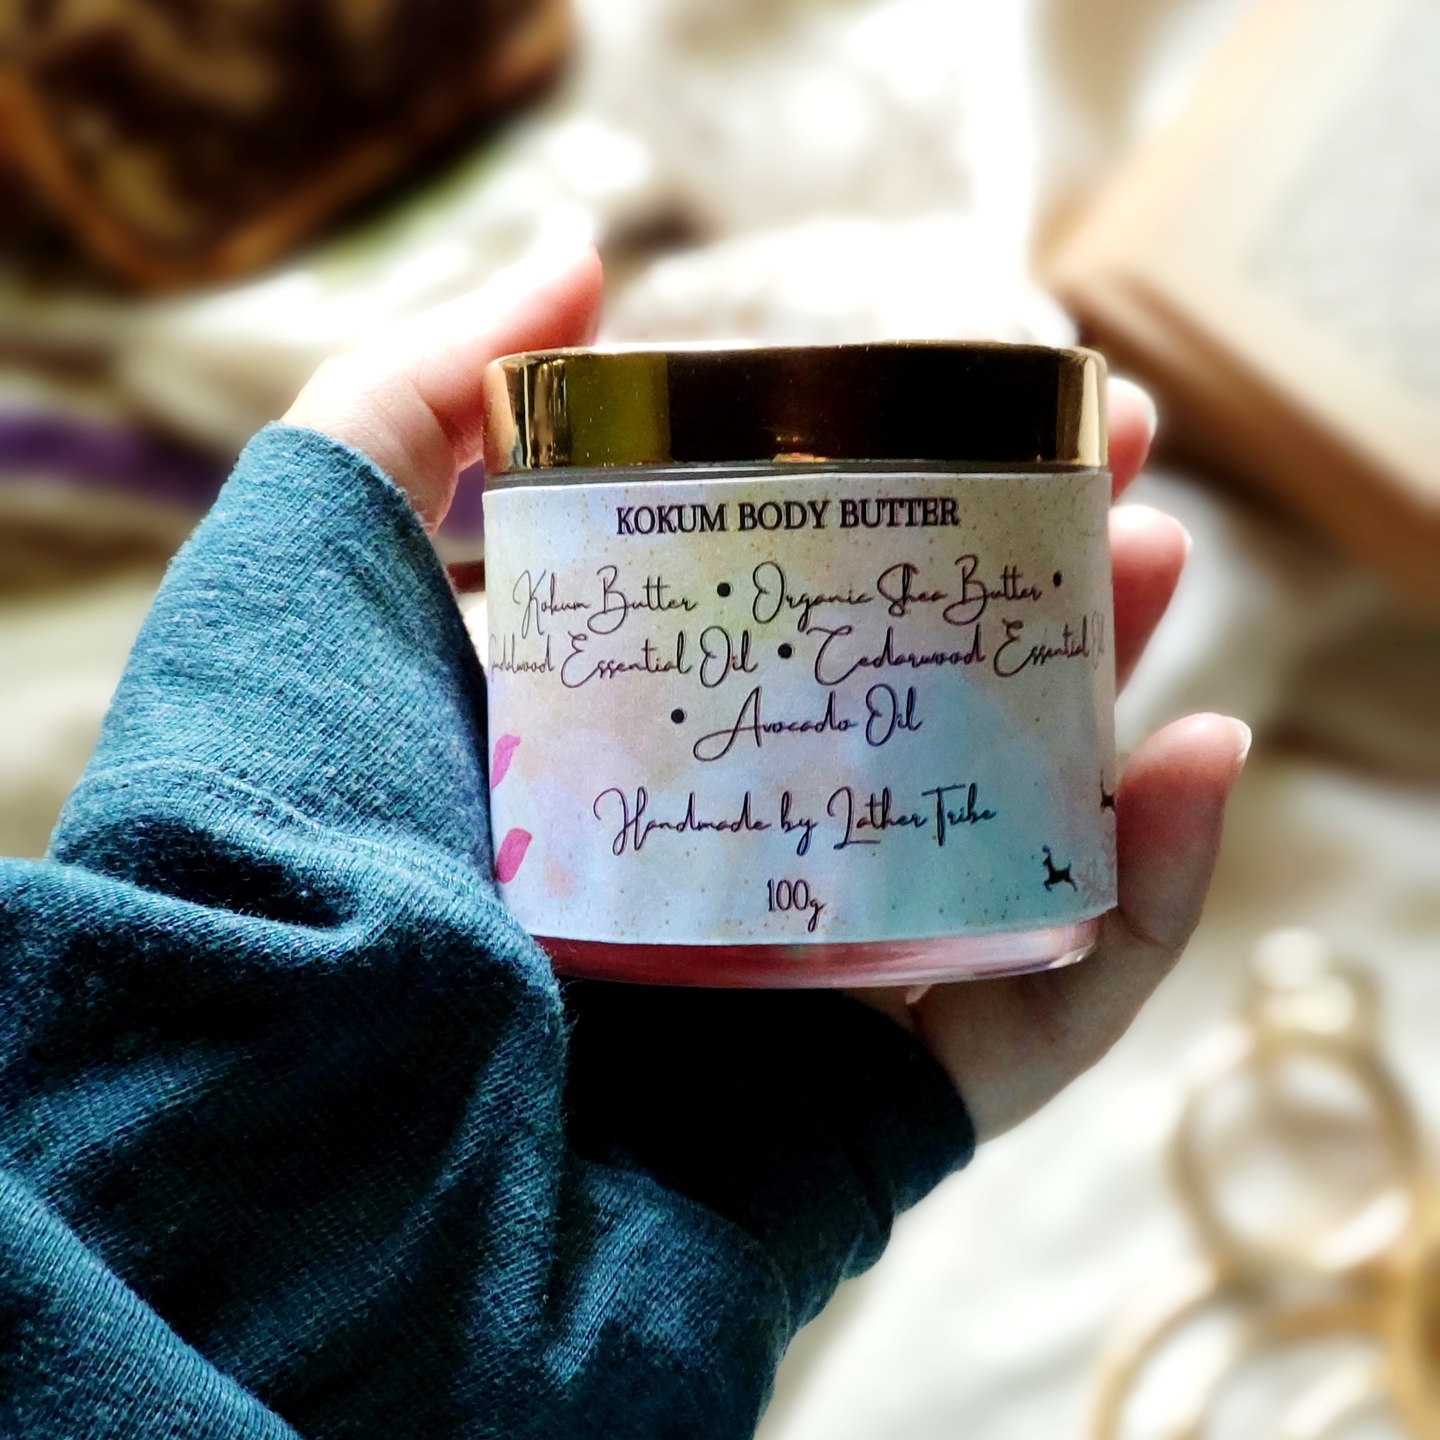 KOKUM BODY BUTTER
Kokum Butter • Organic Shea Butter •
Essential Oil • Cedarwood Essential Oil
• Avocado Oil
Handmade by Lather Tribe
100g